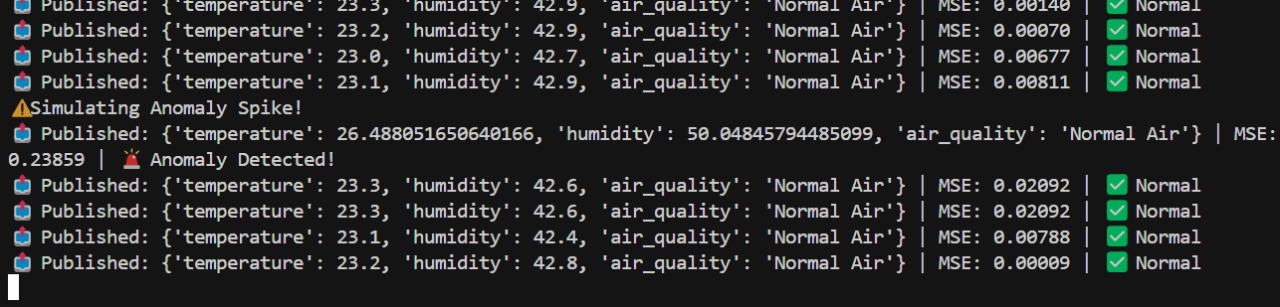 📤 Published: {'temperature': 23.3, 'humidity': 42.9, 'air_quality': 'Normal Air'} | MSE: 0.00140 | ✅ Normal
📤 Published: {'temperature': 23.2, 'humidity': 42.9, 'air_quality': 'Normal Air'} | MSE: 0.00070 | ✅ Normal
📤 Published: {'temperature': 23.0, 'humidity': 42.7, 'air_quality': 'Normal Air'} | MSE: 0.00677 | ✅ Normal
📤 Published: {'temperature': 23.1, 'humidity': 42.9, 'air_quality': 'Normal Air'} | MSE: 0.00811 | ✅ Normal
⚠️Simulating Anomaly Spike!
📤 Published: {'temperature': 26.488051650640166, 'humidity': 50.04845794485099, 'air_quality': 'Normal Air'} | MSE:
0.23859 | 🚨 Anomaly Detected!
📤 Published: {'temperature': 23.3, 'humidity': 42.6, 'air_quality': 'Normal Air'} | MSE: 0.02092 | ✅ Normal
📤 Published: {'temperature': 23.3, 'humidity': 42.6, 'air_quality': 'Normal Air'} | MSE: 0.02092 | ✅ Normal
📤 Published: {'temperature': 23.1, 'humidity': 42.4, 'air_quality': 'Normal Air'} | MSE: 0.00788 | ✅ Normal
📤 Published: {'temperature': 23.2, 'humidity': 42.8, 'air_quality': 'Normal Air'} | MSE: 0.00009 | ✅ Normal